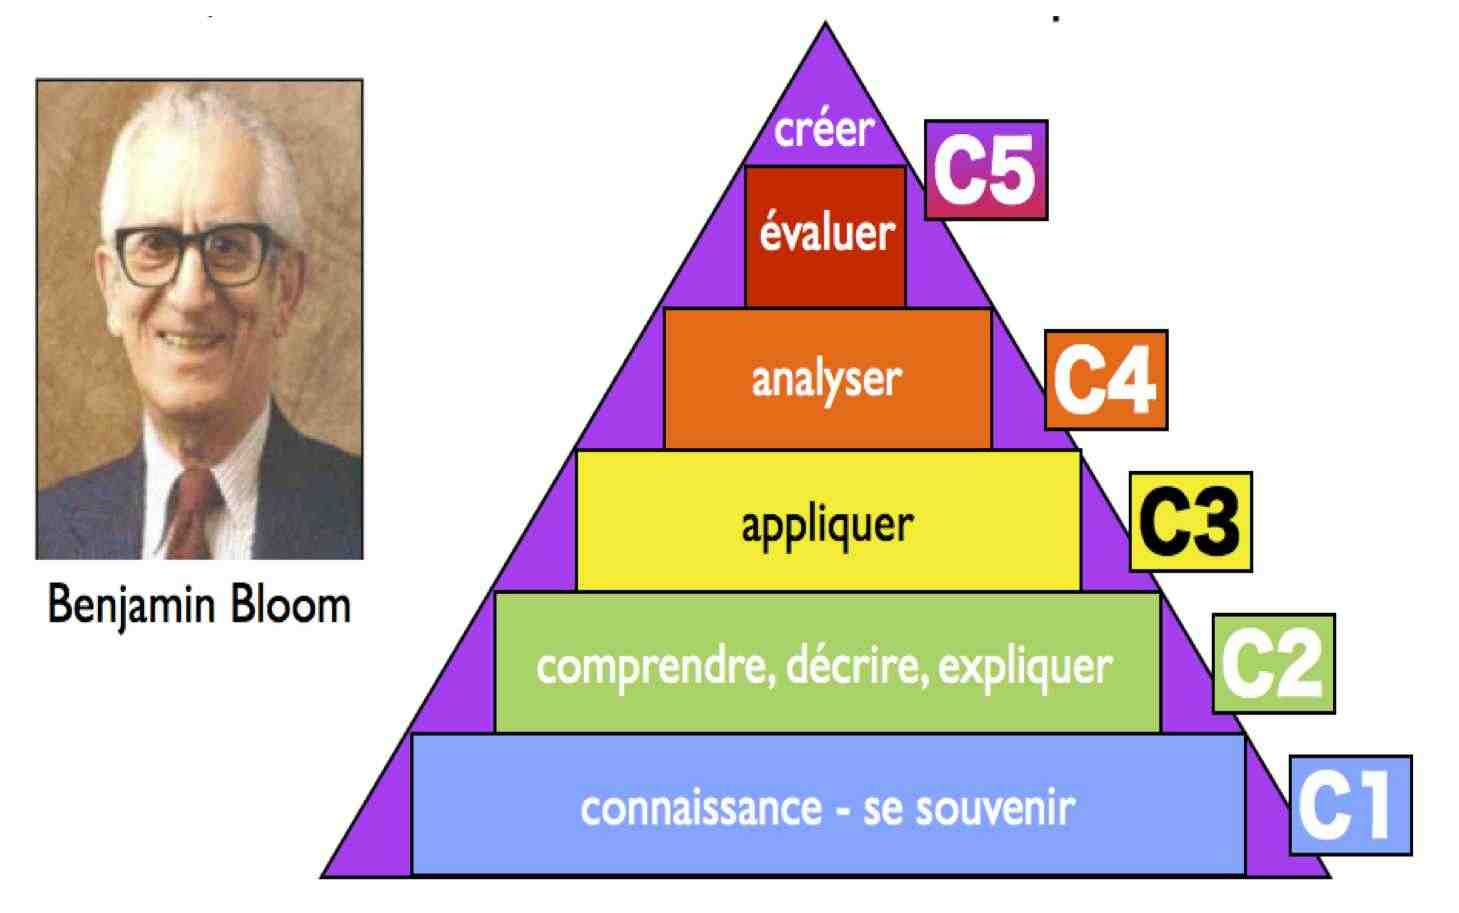 créer
C5
évaluer
analyser
C4
appliquer
C3
Benjamin Bloom
comprendre, décrire, expliquer
C2
connaissance - se souvenir
C1